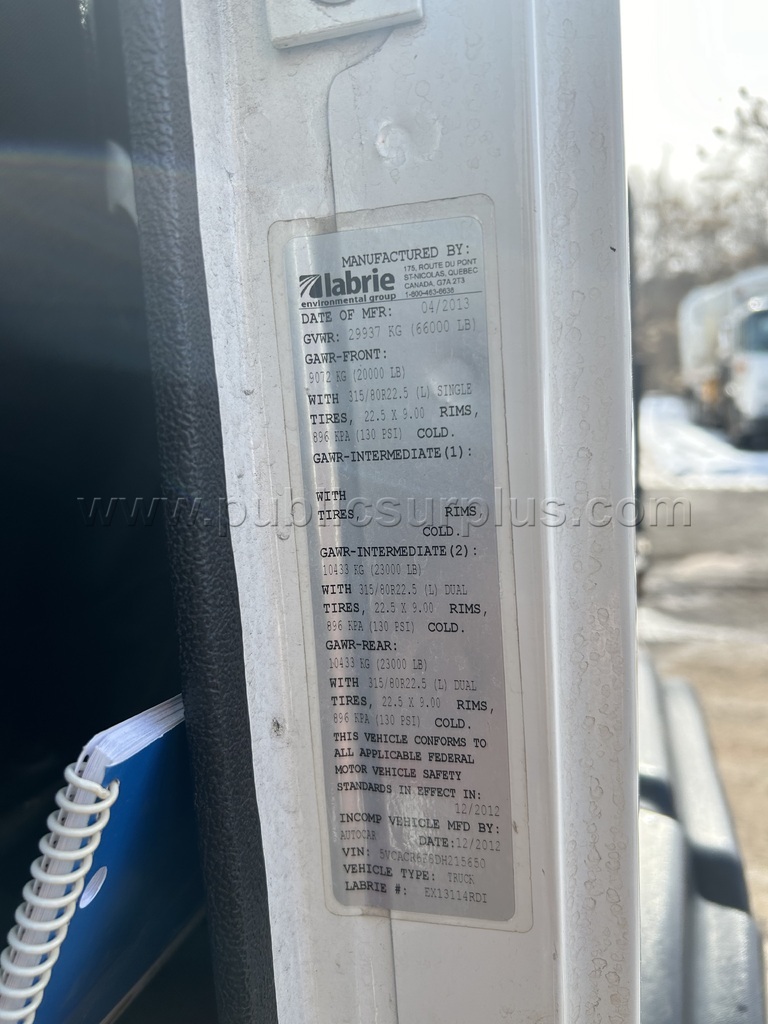 MANUFACTURED BY:
labrie
environmental group
175, ROUTE DU PONT
ST-NICOLAS, QUEBEC
CANADA, G7A 2T3
1-800-463-6638
DATE OF MFR: 04/2013
GVWR: 29937 KG (66000 LB)
GAWR-FRONT:
9072 KG (20000 LB)
WITH 315/80R22.5 (L) SINGLE
TIRES, 22.5 X 9.00 RIMS,
896 KPA (130 PSI) COLD.
GAWR-INTERMEDIATE(1):
WITH
TIRES, RIMS,
COLD.
www.publicsurplus.com
GAWR-INTERMEDIATE(2):
10433 KG (23000 LB)
WITH 315/80R22.5 (L) DUAL
TIRES, 22.5 X 9.00 RIMS,
896 KPA (130 PSI) COLD.
GAWR-REAR:
10433 KG (23000 LB)
WITH 315/80R22.5 (L) DUAL
TIRES, 22.5 X 9.00 RIMS,
896 KPA (130 PSI) COLD.
THIS VEHICLE CONFORMS TO
ALL APPLICABLE FEDERAL
MOTOR VEHICLE SAFETY
STANDARDS IN EFFECT IN:
12/2012
INCOMP VEHICLE MFD BY:
AUTOCAR DATE:12/2012
VIN:
VEHICLE TYPE: TRUCK
LABRIE #: EX13114RDI